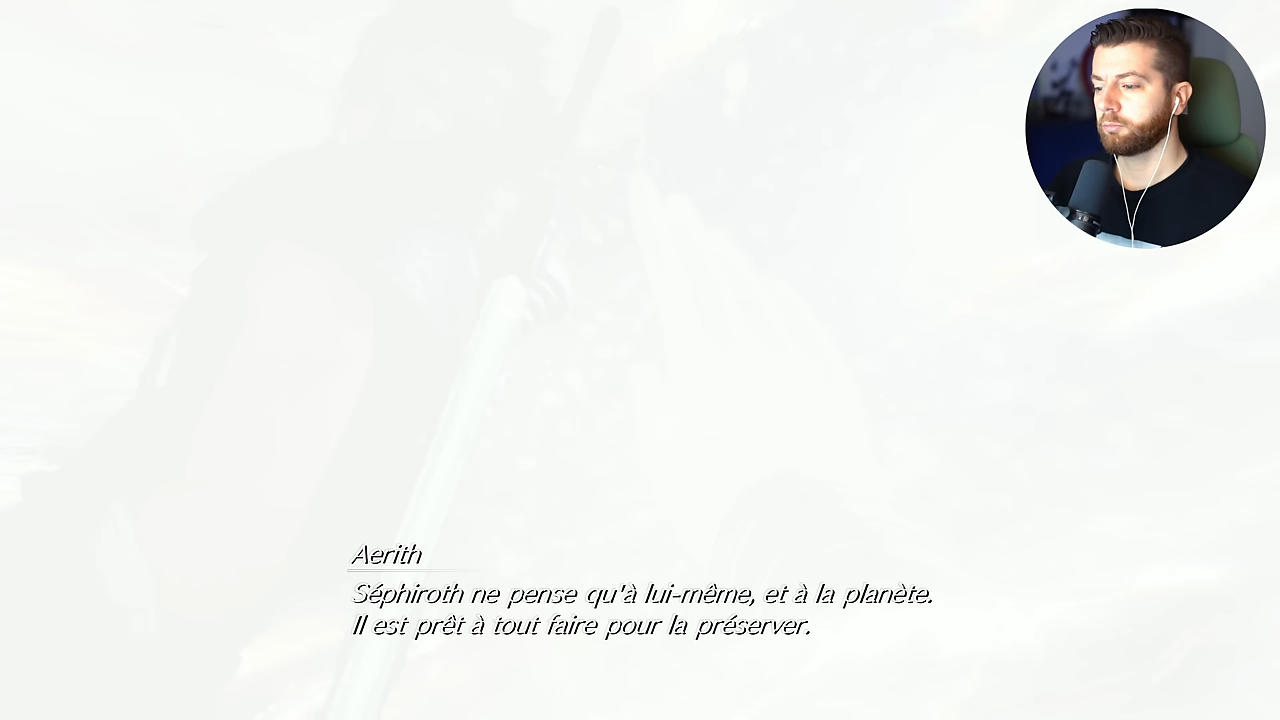 Aerith
Séphiroth ne pense qu'à lui-même, et à la planète.
Il est prêt à tout faire pour la préserver.